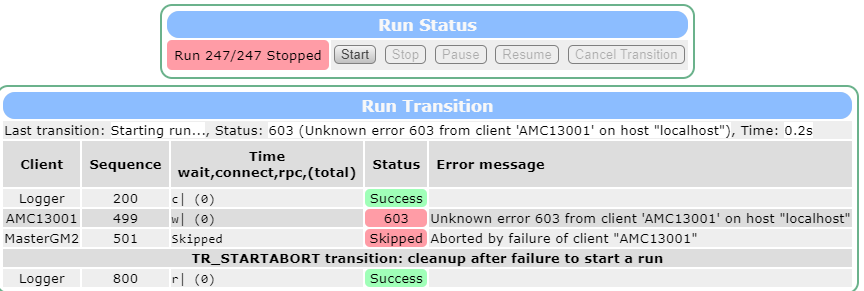 Run Status
Run 247/247 Stopped Start Stop Pause Resume Cancel Transition
Run Transition
Last transition: Starting run..., Status: 603 (Unknown error 603 from client 'AMC13001' on host "localhost"), Time: 0.2s
Client Sequence Time wait,connect,rpc,(total) Status Error message
Logger 200 c| (0) Success
AMC13001 499 w| (0) 603 Unknown error 603 from client 'AMC13001' on host "localhost"
MasterGM2 501 Skipped Skipped Aborted by failure of client "AMC13001"
TR_STARTABORT transition: cleanup after failure to start a run
Logger 800 r| (0) Success